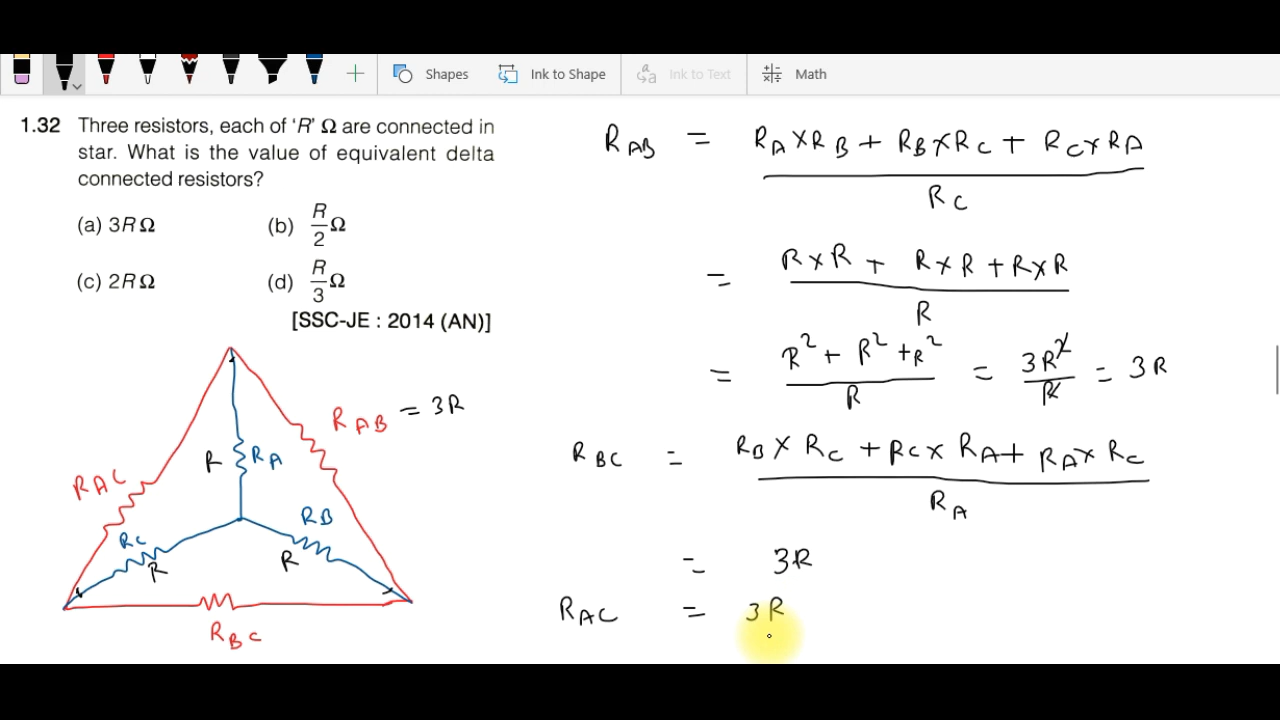 Shapes Ink to Shape Ink to Text Math
1.32 Three resistors, each of 'R' Ω are connected in
star. What is the value of equivalent delta
connected resistors?
(a) 3RΩ (b) R/2 Ω
(c) 2RΩ (d) R/3 Ω
[SSC-JE : 2014 (AN)]
RAB = 3R
RAC
R RA
RB
RC
R
R
RBC
RAB = RA×RB + RB×RC + RC×RA / RC
= R×R + R×R + R×R / R
= R² + R² + R² / R = 3R² / R = 3R
RBC = RB × RC + RC × RA + RA × RC / RA
= 3R
RAC = 3R